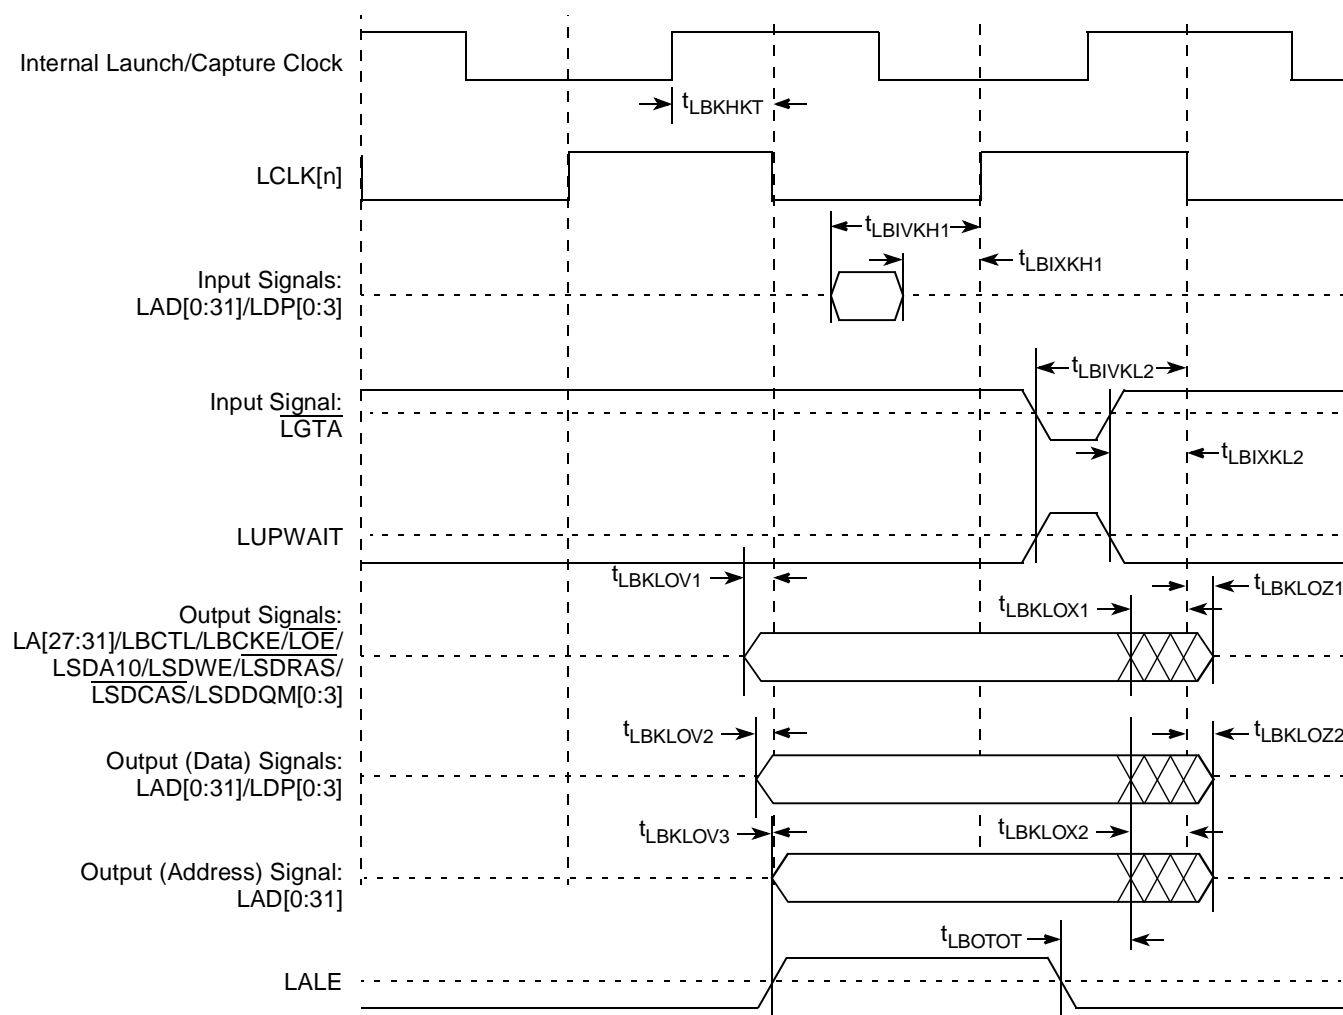 Internal Launch/Capture Clock
tLBKHKT
LCLK[n]
tLBIVKH1
tLBIXKH1
Input Signals:
LAD[0:31]/LDP[0:3]
tLBIVKL2
Input Signal:
LGTA
tLBIXKL2
LUPWAIT
tLBKLOV1
tLBKLOZ1
tLBKLOX1
Output Signals:
LA[27:31]/LBCTL/LBCKE/LOE/
LSDA10/LSDWE/LSDRAS/
LSDCAS/LSDDQM[0:3]
tLBKLOV2
tLBKLOZ2
Output (Data) Signals:
LAD[0:31]/LDP[0:3]
tLBKLOV3
tLBKLOX2
Output (Address) Signal:
LAD[0:31]
tLBOTOT
LALE